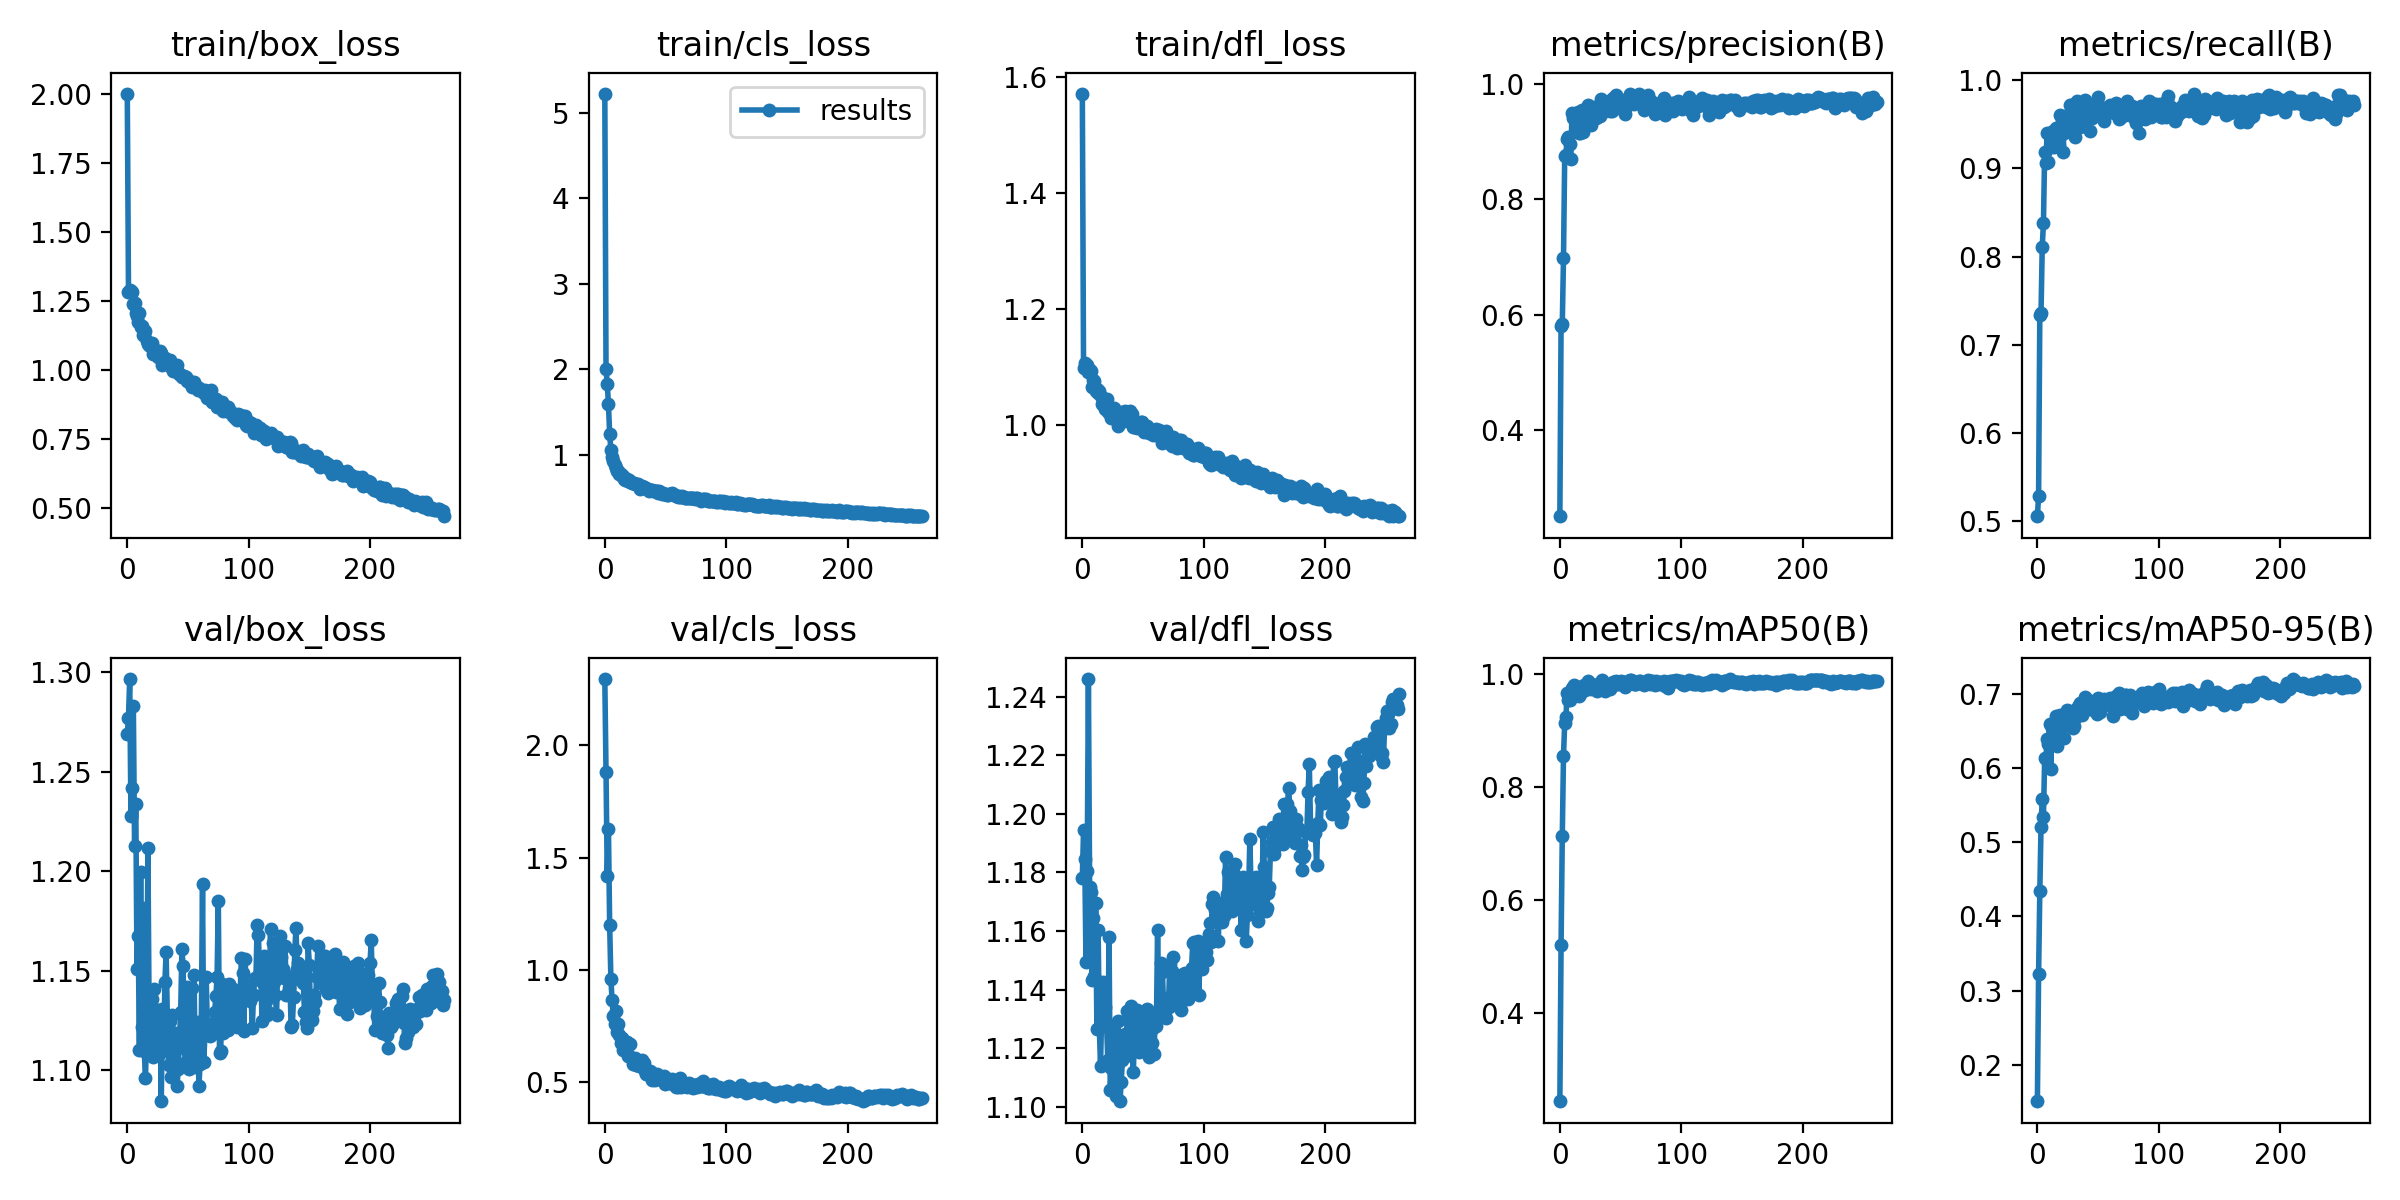 train/box_loss
2.00
1.75
1.50
1.25
1.00
0.75
0.50
0 100 200
train/cls_loss
results
5
4
3
2
1
0 100 200
train/dfl_loss
1.6
1.4
1.2
1.0
0 100 200
metrics/precision(B)
1.0
0.8
0.6
0.4
0 100 200
metrics/recall(B)
1.0
0.9
0.8
0.7
0.6
0.5
0 100 200
val/box_loss
1.30
1.25
1.20
1.15
1.10
0 100 200
val/cls_loss
2.0
1.5
1.0
0.5
0 100 200
val/dfl_loss
1.24
1.22
1.20
1.18
1.16
1.14
1.12
1.10
0 100 200
metrics/mAP50(B)
1.0
0.8
0.6
0.4
0 100 200
metrics/mAP50-95(B)
0.7
0.6
0.5
0.4
0.3
0.2
0 100 200